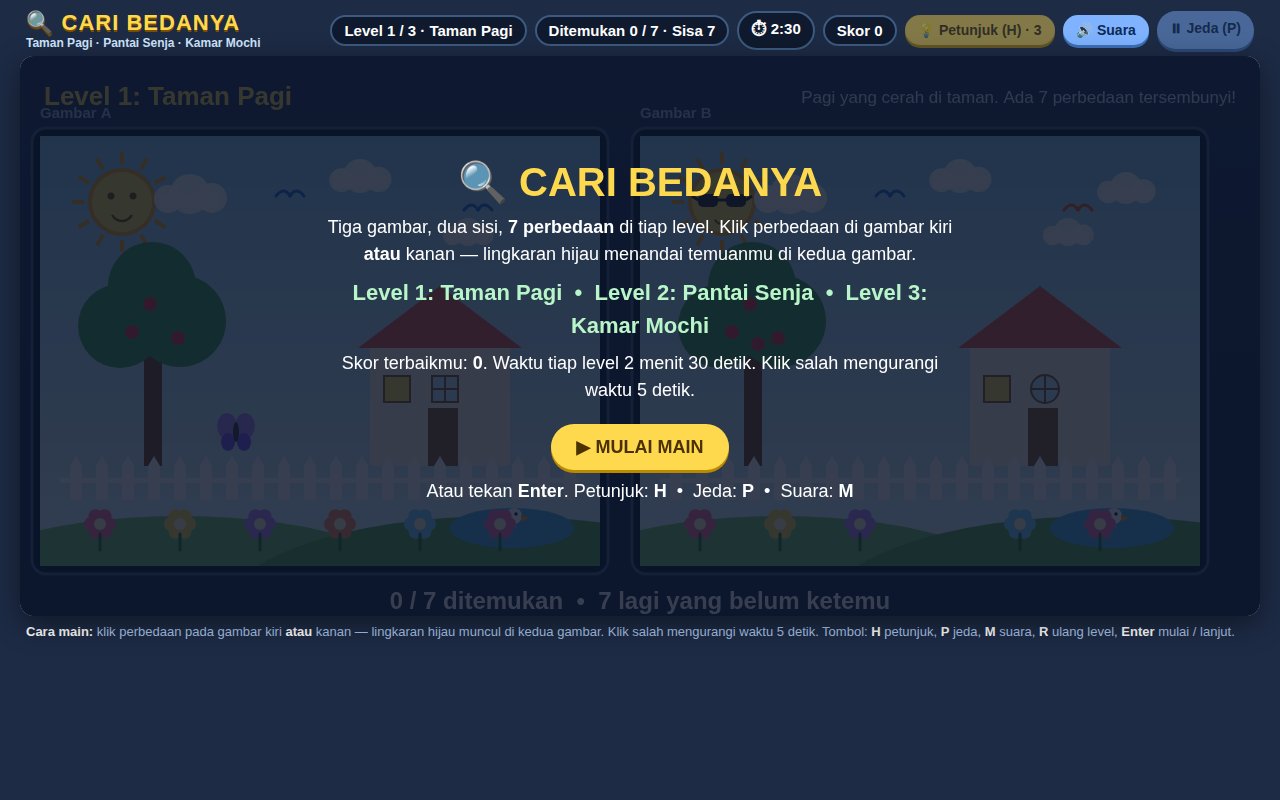 🔍 CARI BEDANYA
Taman Pagi · Pantai Senja · Kamar Mochi
Level 1 / 3 · Taman Pagi
Ditemukan 0 / 7 · Sisa 7
⏱ 2:30
Skor 0
💡 Petunjuk (H) · 3
🔊 Suara
⏸ Jeda (P)
Level 1: Taman Pagi
Pagi yang cerah di taman. Ada 7 perbedaan tersembunyi!
Gambar A
Gambar B
🔍 CARI BEDANYA
Tiga gambar, dua sisi, 7 perbedaan di tiap level. Klik perbedaan di gambar kiri
atau kanan — lingkaran hijau menandai temuanmu di kedua gambar.
Level 1: Taman Pagi • Level 2: Pantai Senja • Level 3:
Kamar Mochi
Skor terbaikmu: 0. Waktu tiap level 2 menit 30 detik. Klik salah mengurangi
waktu 5 detik.
▶ MULAI MAIN
Atau tekan Enter. Petunjuk: H • Jeda: P • Suara: M
0 / 7 ditemukan • 7 lagi yang belum ketemu
Cara main: klik perbedaan pada gambar kiri atau kanan — lingkaran hijau muncul di kedua gambar. Klik salah mengurangi waktu 5 detik. Tombol: H petunjuk, P jeda, M suara, R ulang level, Enter mulai / lanjut.